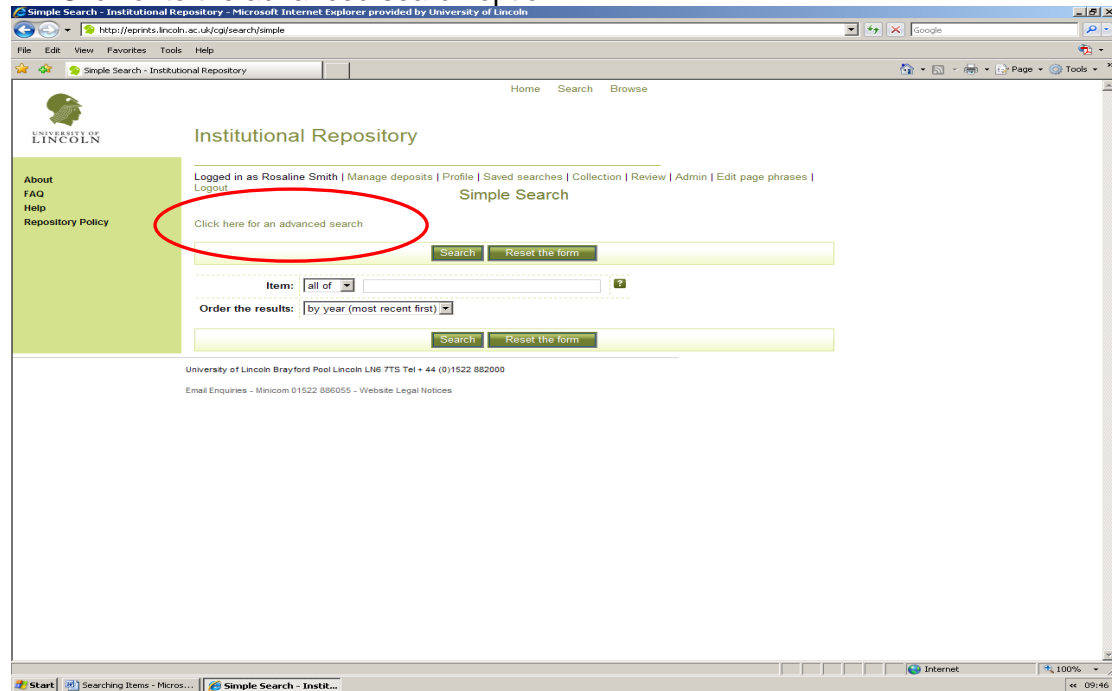 Simple Search - Institutional Repository - Microsoft Internet Explorer provided by University of Lincoln
http://eprints.lincoln.ac.uk/cgi/search/simple
Google
File Edit View Favorites Tools Help
Simple Search - Institutional Repository
Page Tools
Home Search Browse
UNIVERSITY OF
LINCOLN
Institutional Repository
About
FAQ
Help
Repository Policy
Logged in as Rosaline Smith | Manage deposits | Profile | Saved searches | Collection | Review | Admin | Edit page phrases |
Logout
Simple Search
Click here for an advanced search
Search Reset the form
Item: all of ?
Order the results: by year (most recent first)
Search Reset the form
University of Lincoln Brayford Pool Lincoln LN6 7TS Tel + 44 (0)1522 882000
Email Enquiries - Minicom 01522 886055 - Website Legal Notices
Internet 100%
Start Searching Items - Micros... Simple Search - Instit... « 09:46